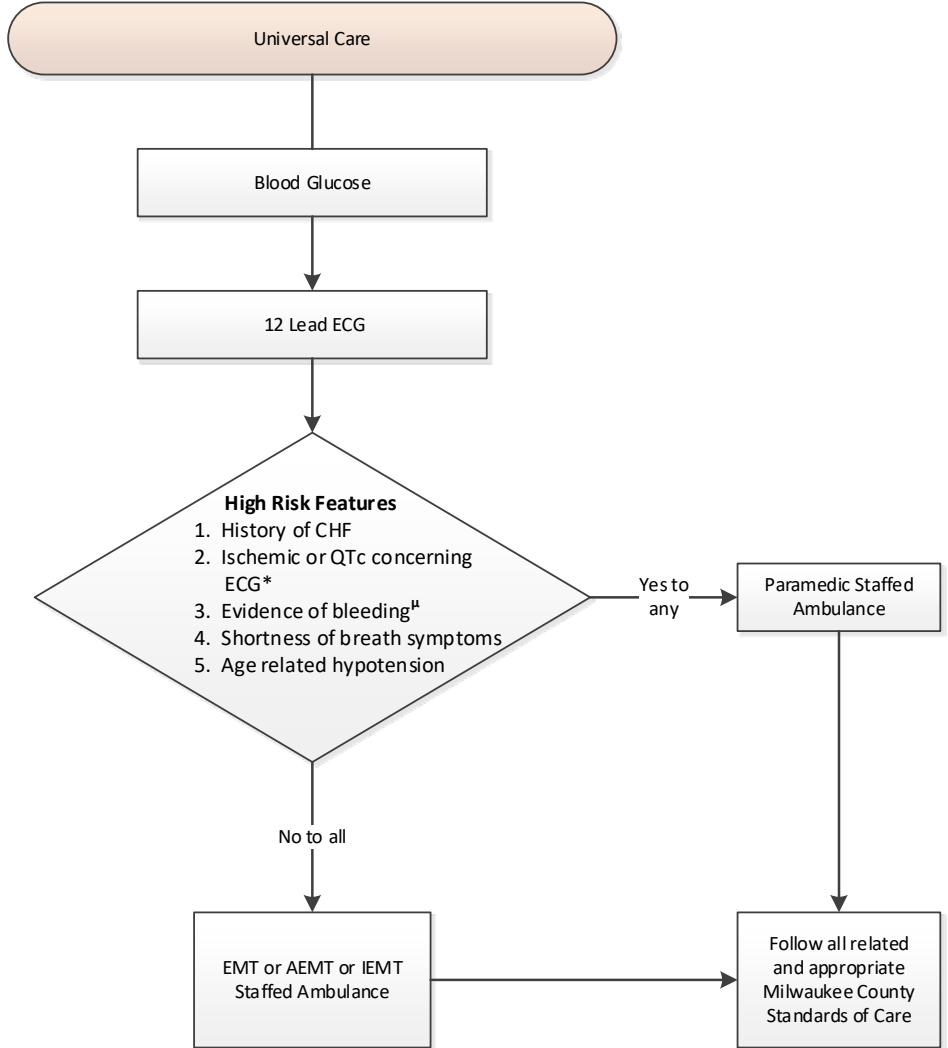 Universal Care
Blood Glucose
12 Lead ECG
High Risk Features
1. History of CHF
2. Ischemic or QTc concerning
ECG*
3. Evidence of bleedingᵘ
4. Shortness of breath symptoms
5. Age related hypotension
Yes to
any
Paramedic Staffed
Ambulance
No to all
EMT or AEMT or IEMT
Staffed Ambulance
Follow all related
and appropriate
Milwaukee County
Standards of Care